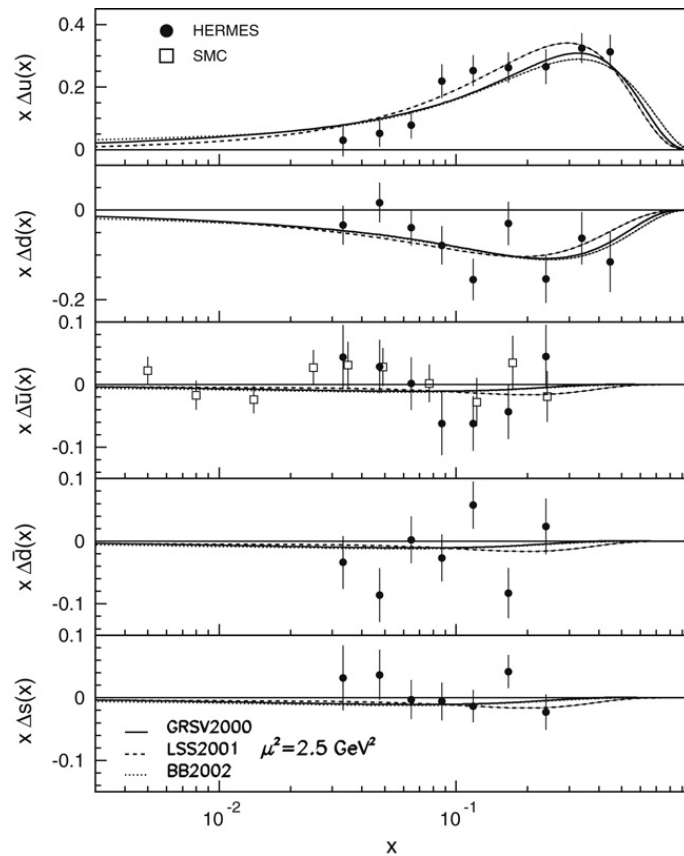 HERMES
SMC
x Δu(x)
0.4
0.2
0
x Δd(x)
0
-0.2
x Δū(x)
0.1
0
-0.1
x Δd̄(x)
0.1
0
-0.1
x Δs(x)
0.1
0
-0.1
GRSV2000
LSS2001 μ²=2.5 GeV²
BB2002
10⁻² 10⁻¹
x